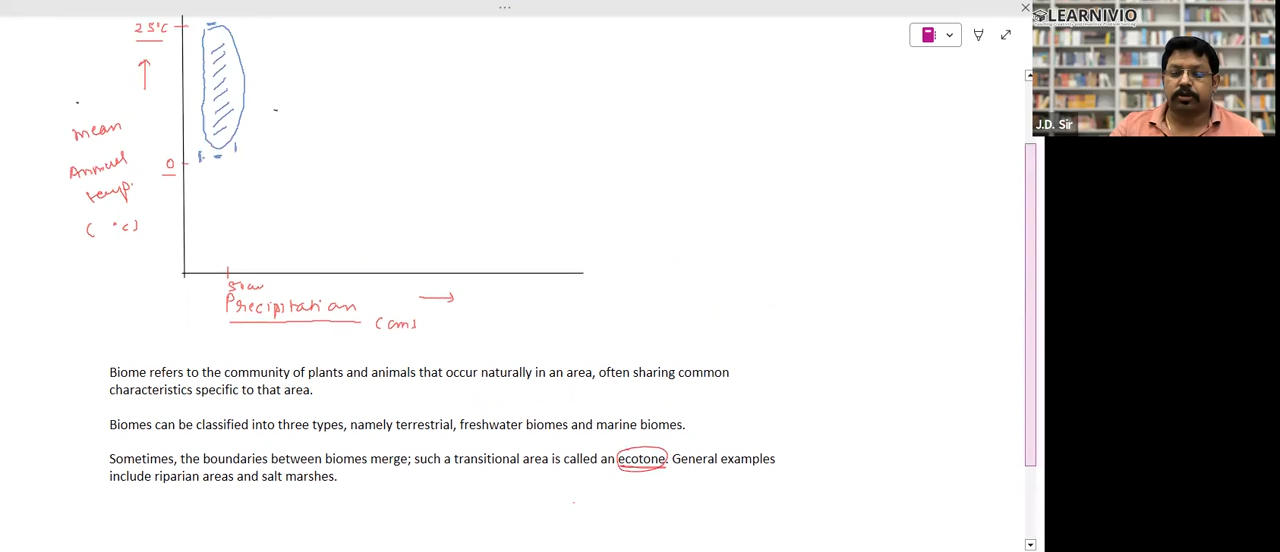 LEARNIVIO
J.D. Sir
25°C
mean
Annual
temp.
(°c)
0
50cm
Precipitation
(cms
Biome refers to the community of plants and animals that occur naturally in an area, often sharing common
characteristics specific to that area.
Biomes can be classified into three types, namely terrestrial, freshwater biomes and marine biomes.
Sometimes, the boundaries between biomes merge; such a transitional area is called an ecotone. General examples
include riparian areas and salt marshes.